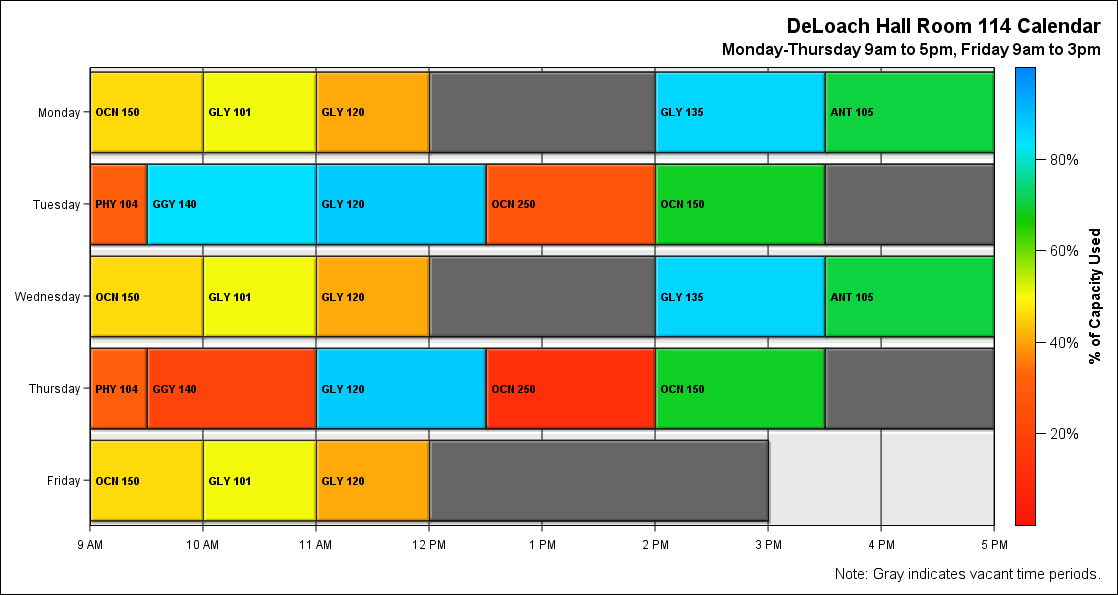 DeLoach Hall Room 114 Calendar
Monday-Thursday 9am to 5pm, Friday 9am to 3pm
Monday OCN 150 GLY 101 GLY 120 GLY 135 ANT 105
80%
Tuesday PHY 104 GGY 140 GLY 120 OCN 250 OCN 150
60%
Wednesday OCN 150 GLY 101 GLY 120 GLY 135 ANT 105
% of Capacity Used
40%
Thursday PHY 104 GGY 140 GLY 120 OCN 250 OCN 150
20%
Friday OCN 150 GLY 101 GLY 120
9 AM 10 AM 11 AM 12 PM 1 PM 2 PM 3 PM 4 PM 5 PM
Note: Gray indicates vacant time periods.